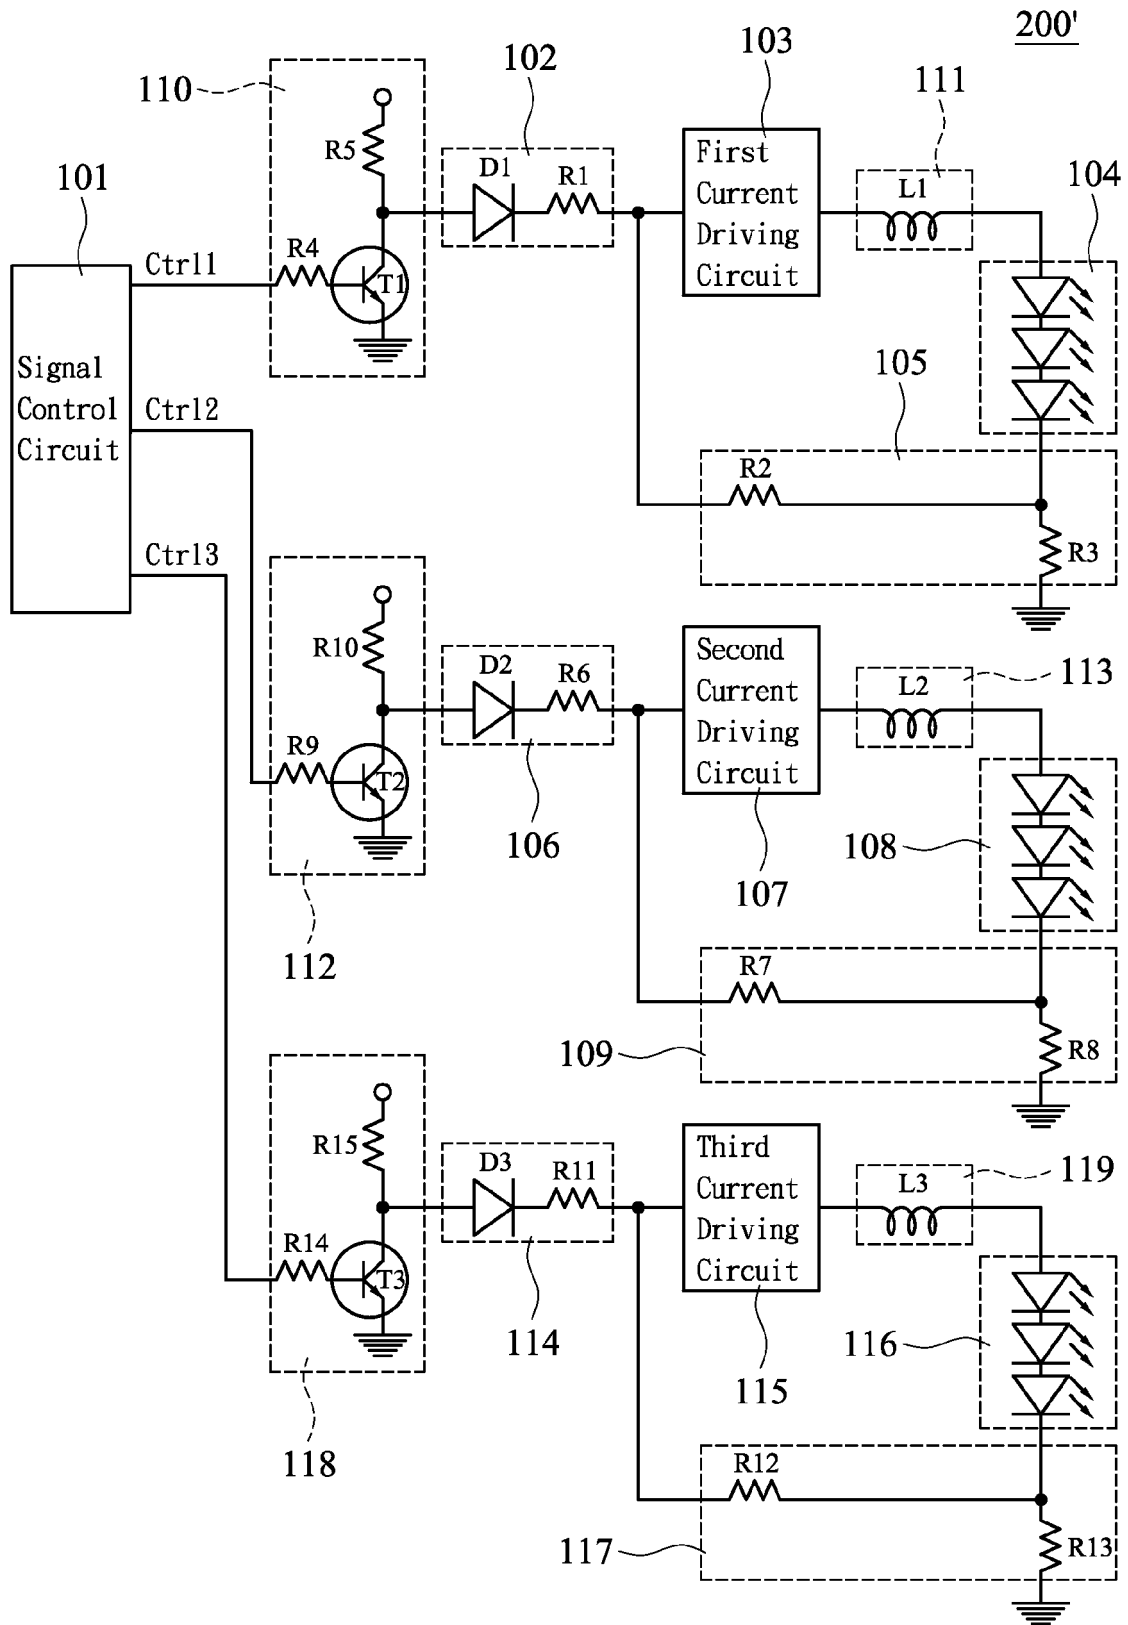 200'
110
102
103
111
R5
D1
R1
First
Current
Driving
Circuit
L1
104
101
Ctrl1
R4
T1
Signal
Control
Circuit
Ctrl2
105
R2
R3
Ctrl3
R10
D2
R6
Second
Current
Driving
Circuit
L2
113
R9
T2
106
107
108
112
R7
109
R8
R15
D3
R11
Third
Current
Driving
Circuit
L3
119
R14
T3
114
115
116
118
R12
117
R13